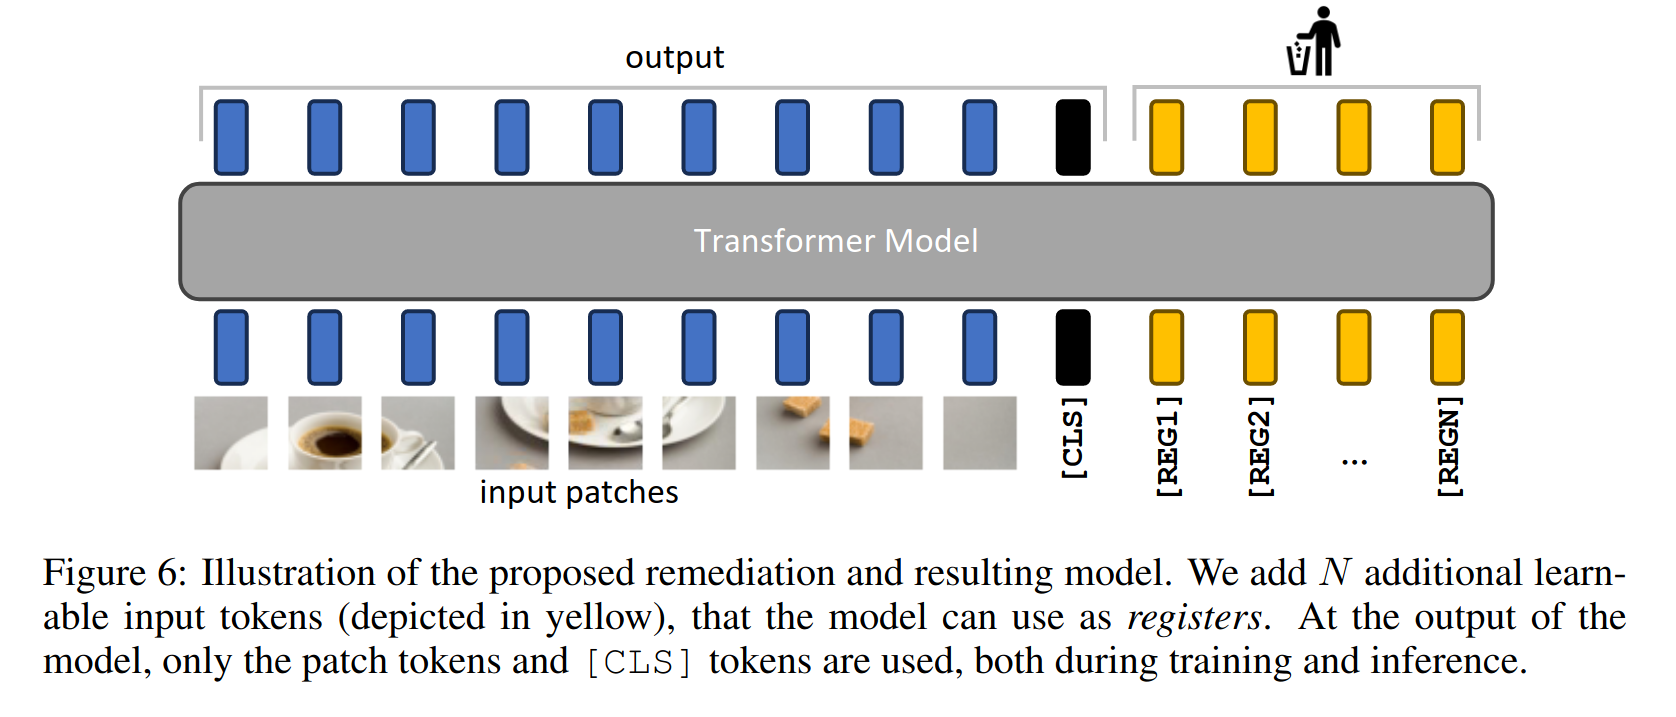 output
Transformer Model
[CLS]
[REG1]
[REG2]
...
[REGN]
input patches
Figure 6: Illustration of the proposed remediation and resulting model. We add N additional learn-
able input tokens (depicted in yellow), that the model can use as registers. At the output of the
model, only the patch tokens and [CLS] tokens are used, both during training and inference.